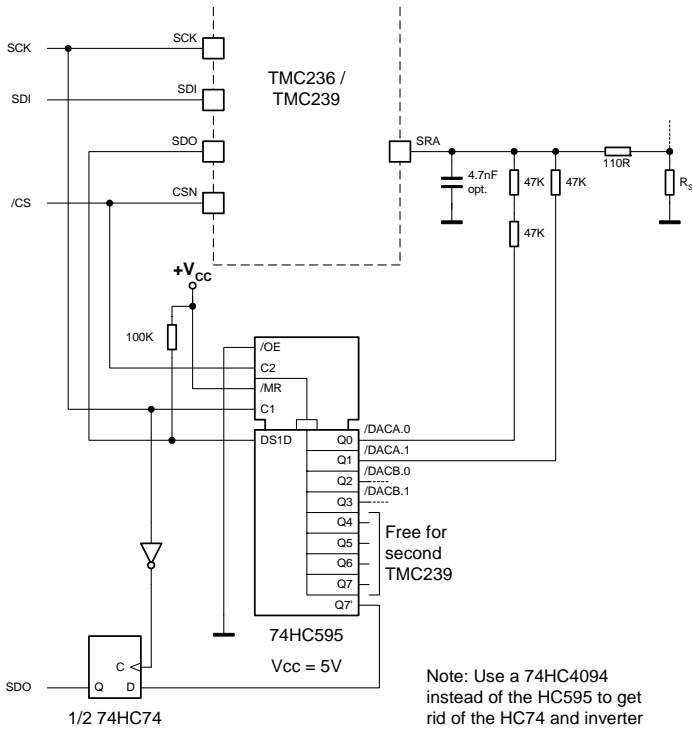 SCK
SCK
TMC236 /
TMC239
SDI
SDI
SDO
SRA
110R
4.7nF
opt.
47K
47K
R_S
/CS
CSN
47K
+V_CC
100K
/OE
C2
/MR
C1
/DACA.0
DS1D
Q0
/DACA.1
Q1
/DACB.0
Q2
/DACB.1
Q3
Q4
Q5
Q6
Q7
Free for
second
TMC239
Q7'
74HC595
Vcc = 5V
C
SDO
Q
D
1/2 74HC74
Note: Use a 74HC4094
instead of the HC595 to get
rid of the HC74 and inverter